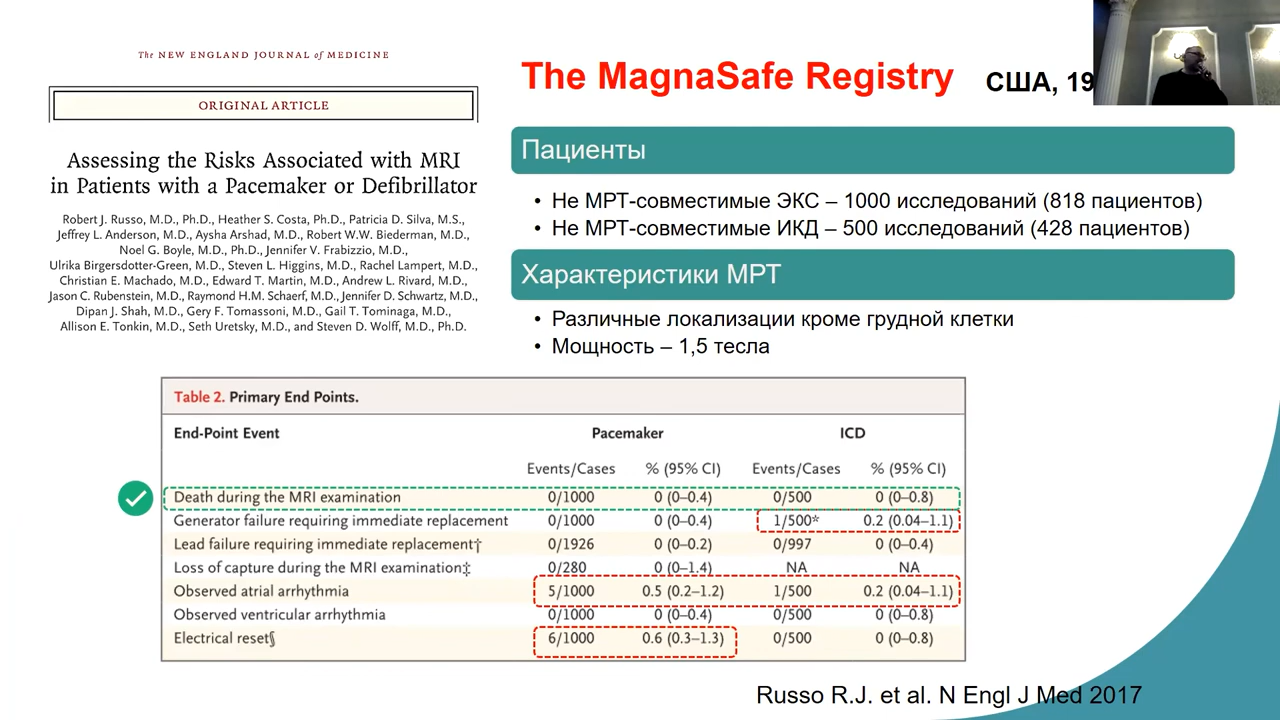 The NEW ENGLAND JOURNAL of MEDICINE
ORIGINAL ARTICLE
Assessing the Risks Associated with MRI
in Patients with a Pacemaker or Defibrillator
Robert J. Russo, M.D., Ph.D., Heather S. Costa, Ph.D., Patricia D. Silva, M.S.,
Jeffrey L. Anderson, M.D., Aysha Arshad, M.D., Robert W.W. Biederman, M.D.,
Noel G. Boyle, M.D., Ph.D., Jennifer V. Frabizzio, M.D.,
Ulrika Birgersdotter-Green, M.D., Steven L. Higgins, M.D., Rachel Lampert, M.D.,
Christian E. Machado, M.D., Edward T. Martin, M.D., Andrew L. Rivard, M.D.,
Jason C. Rubenstein, M.D., Raymond H.M. Schaerf, M.D., Jennifer D. Schwartz, M.D.,
Dipan J. Shah, M.D., Gery F. Tomassoni, M.D., Gail T. Tominaga, M.D.,
Allison E. Tonkin, M.D., Seth Uretsky, M.D., and Steven D. Wolff, M.D., Ph.D.
The MagnaSafe Registry США, 19
Пациенты
• Не МРТ-совместимые ЭКС – 1000 исследований (818 пациентов)
• Не МРТ-совместимые ИКД – 500 исследований (428 пациентов)
Характеристики МРТ
• Различные локализации кроме грудной клетки
• Мощность – 1,5 тесла
Table 2. Primary End Points.
End-Point Event Pacemaker ICD
Events/Cases % (95% CI) Events/Cases % (95% CI)
Death during the MRI examination 0/1000 0 (0–0.4) 0/500 0 (0–0.8)
Generator failure requiring immediate replacement 0/1000 0 (0–0.4) 1/500* 0.2 (0.04–1.1)
Lead failure requiring immediate replacement† 0/1926 0 (0–0.2) 0/997 0 (0–0.4)
Loss of capture during the MRI examination‡ 0/280 0 (0–1.4) NA NA
Observed atrial arrhythmia 5/1000 0.5 (0.2–1.2) 1/500 0.2 (0.04–1.1)
Observed ventricular arrhythmia 0/1000 0 (0–0.4) 0/500 0 (0–0.8)
Electrical reset§ 6/1000 0.6 (0.3–1.3) 0/500 0 (0–0.8)
Russo R.J. et al. N Engl J Med 2017